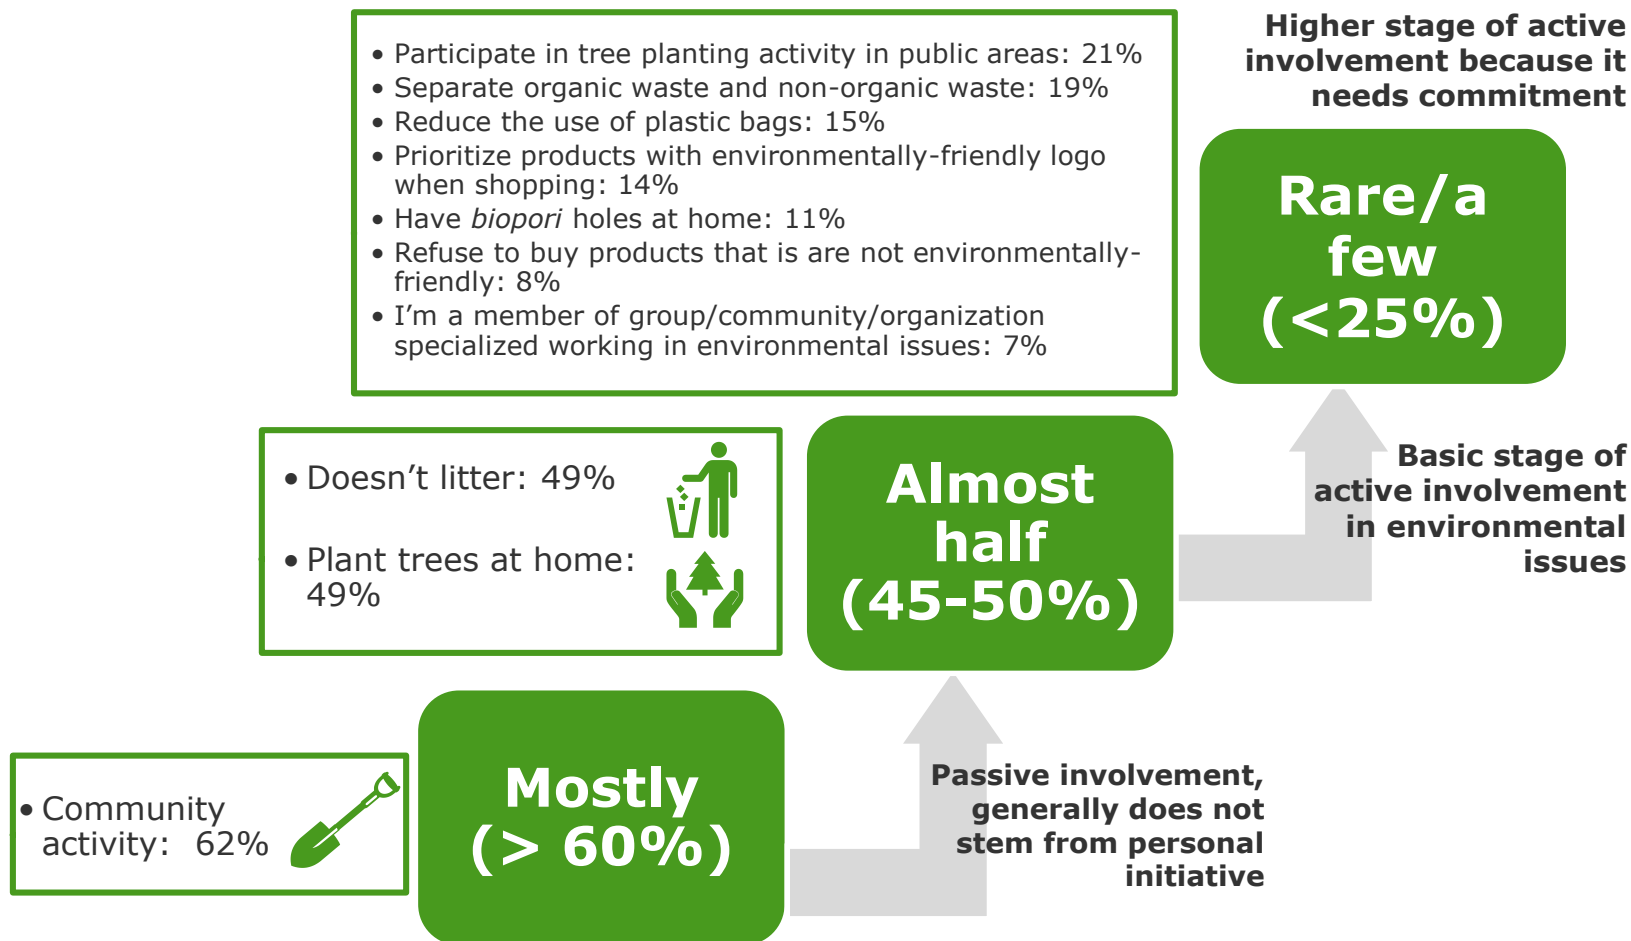 • Participate in tree planting activity in public areas: 21%
• Separate organic waste and non-organic waste: 19%
• Reduce the use of plastic bags: 15%
• Prioritize products with environmentally-friendly logo
when shopping: 14%
• Have biopori holes at home: 11%
• Refuse to buy products that is are not environmentally-
friendly: 8%
• I’m a member of group/community/organization
specialized working in environmental issues: 7%
Higher stage of active
involvement because it
needs commitment
Rare/a
few
(<25%)
• Doesn’t litter: 49%
• Plant trees at home:
49%
Almost
half
(45-50%)
Basic stage of
active involvement
in environmental
issues
• Community
activity: 62%
Mostly
(> 60%)
Passive involvement,
generally does not
stem from personal
initiative